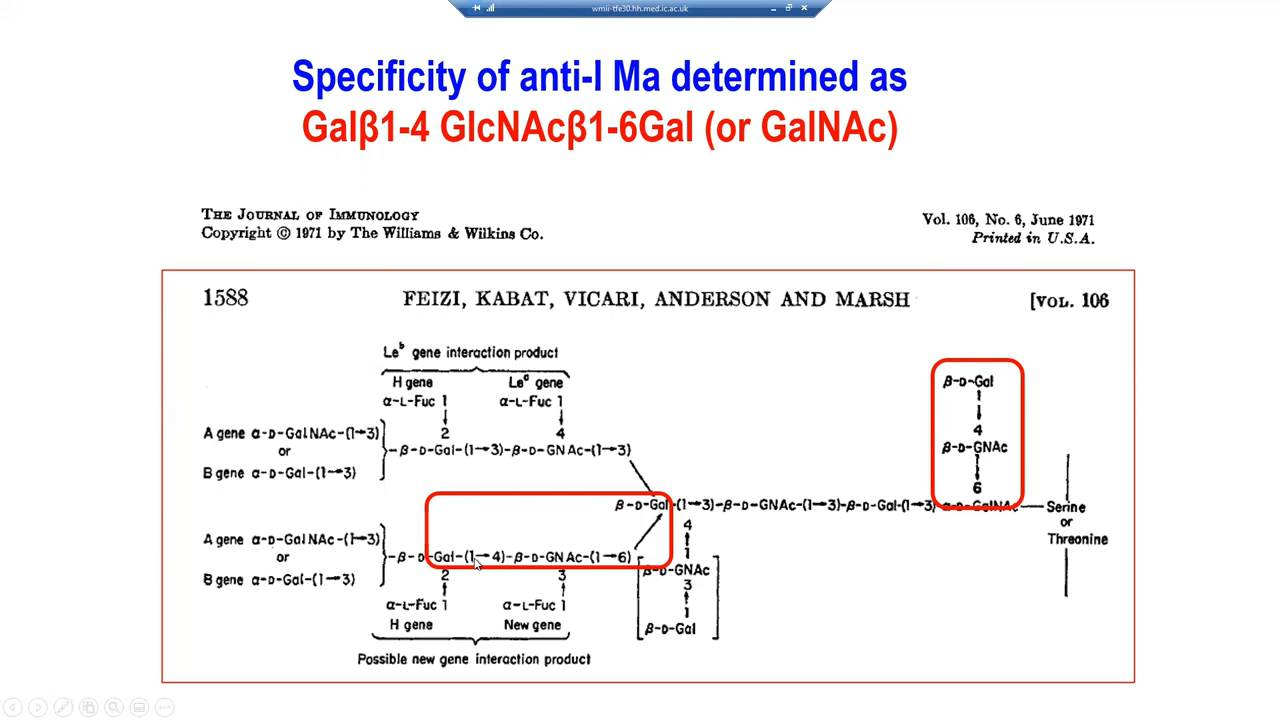 wmii-tfe30.hh.med.ic.ac.uk
Specificity of anti-I Ma determined as
Galβ1-4 GlcNAcβ1-6Gal (or GalNAc)
THE JOURNAL OF IMMUNOLOGY
Copyright © 1971 by The Williams & Wilkins Co.
Vol. 106, No. 6, June 1971
Printed in U.S.A.
1588 FEIZI, KABAT, VICARI, ANDERSON AND MARSH [VOL. 106
Leᵇ gene interaction product
H gene Leᵃ gene
α-L-Fuc 1 α-L-Fuc 1
2 4
A gene α-D-GalNAc-(1→3)
or
B gene α-D-Gal-(1→3)
-β-D-Gal-(1→3)-β-D-GNAc-(1→3)
β-D-Gal
1
4
β-D-GNAc
1
6
β-D-Gal-(1→3)-β-D-GNAc-(1→3)-β-D-Gal-(1→3) α-D-GalNAc
Serine
or
Threonine
4
1
β-D-GNAc
3
1
β-D-Gal
A gene α-D-GalNAc-(1→3)
or
B gene α-D-Gal-(1→3)
-β-D-Gal-(1→4)-β-D-GNAc-(1→6)
2 3
α-L-Fuc 1 α-L-Fuc 1
H gene New gene
Possible new gene interaction product